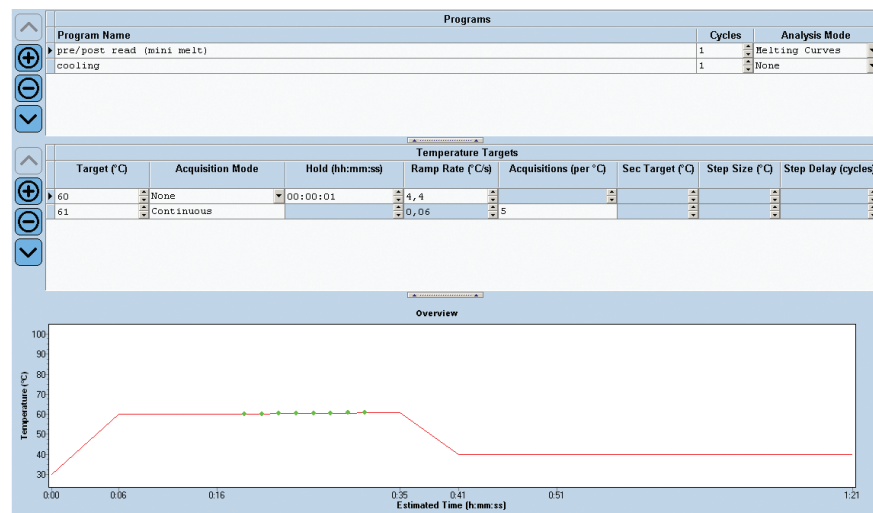 Programs
Program Name Cycles Analysis Mode
pre/post read (mini melt) 1 Melting Curves
cooling 1 None
Temperature Targets
Target (°C) Acquisition Mode Hold (hh:mm:ss) Ramp Rate (°C/s) Acquisitions (per °C) Sec Target (°C) Step Size (°C) Step Delay (cycles)
60 None 00:00:01 4,4
61 Continuous 0,06 5
Overview
100
90
80
70
60
50
40
30
Temperature (°C)
0:00 0:06 0:16 0:35 0:41 0:51 1:21
Estimated Time (h:mm:ss)